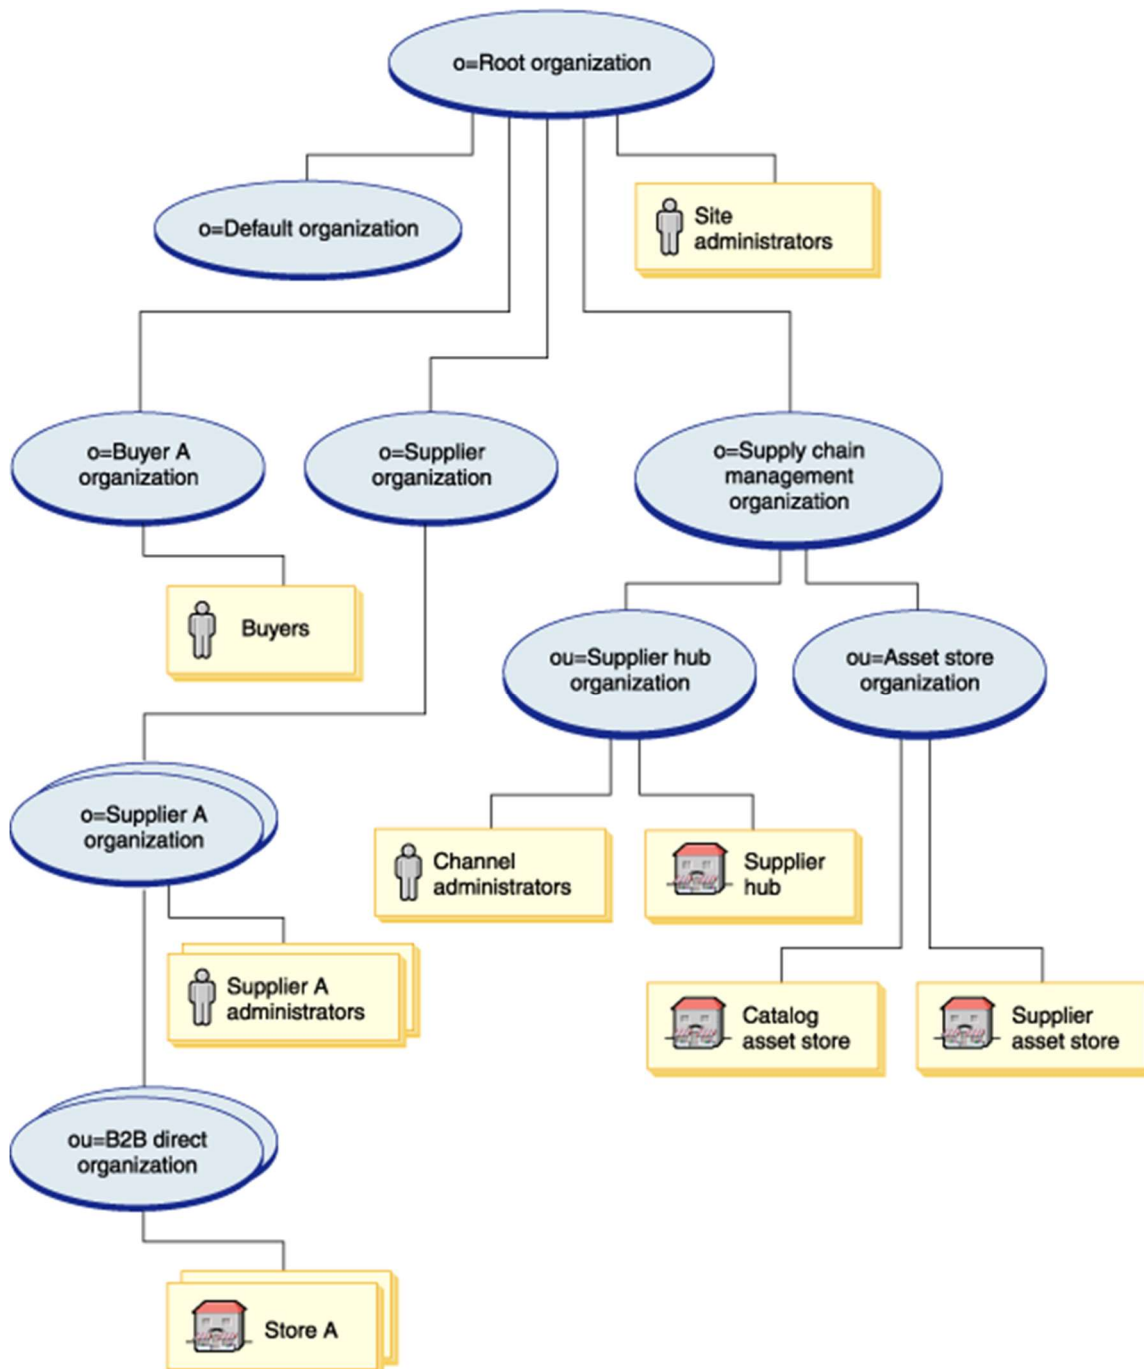 o=Root organization
o=Default organization
Site
administrators
o=Buyer A
organization
o=Supplier
organization
o=Supply chain
management
organization
Buyers
ou=Supplier hub
organization
ou=Asset store
organization
o=Supplier A
organization
Channel
administrators
Supplier
hub
Supplier A
administrators
Catalog
asset store
Supplier
asset store
ou=B2B direct
organization
Store A